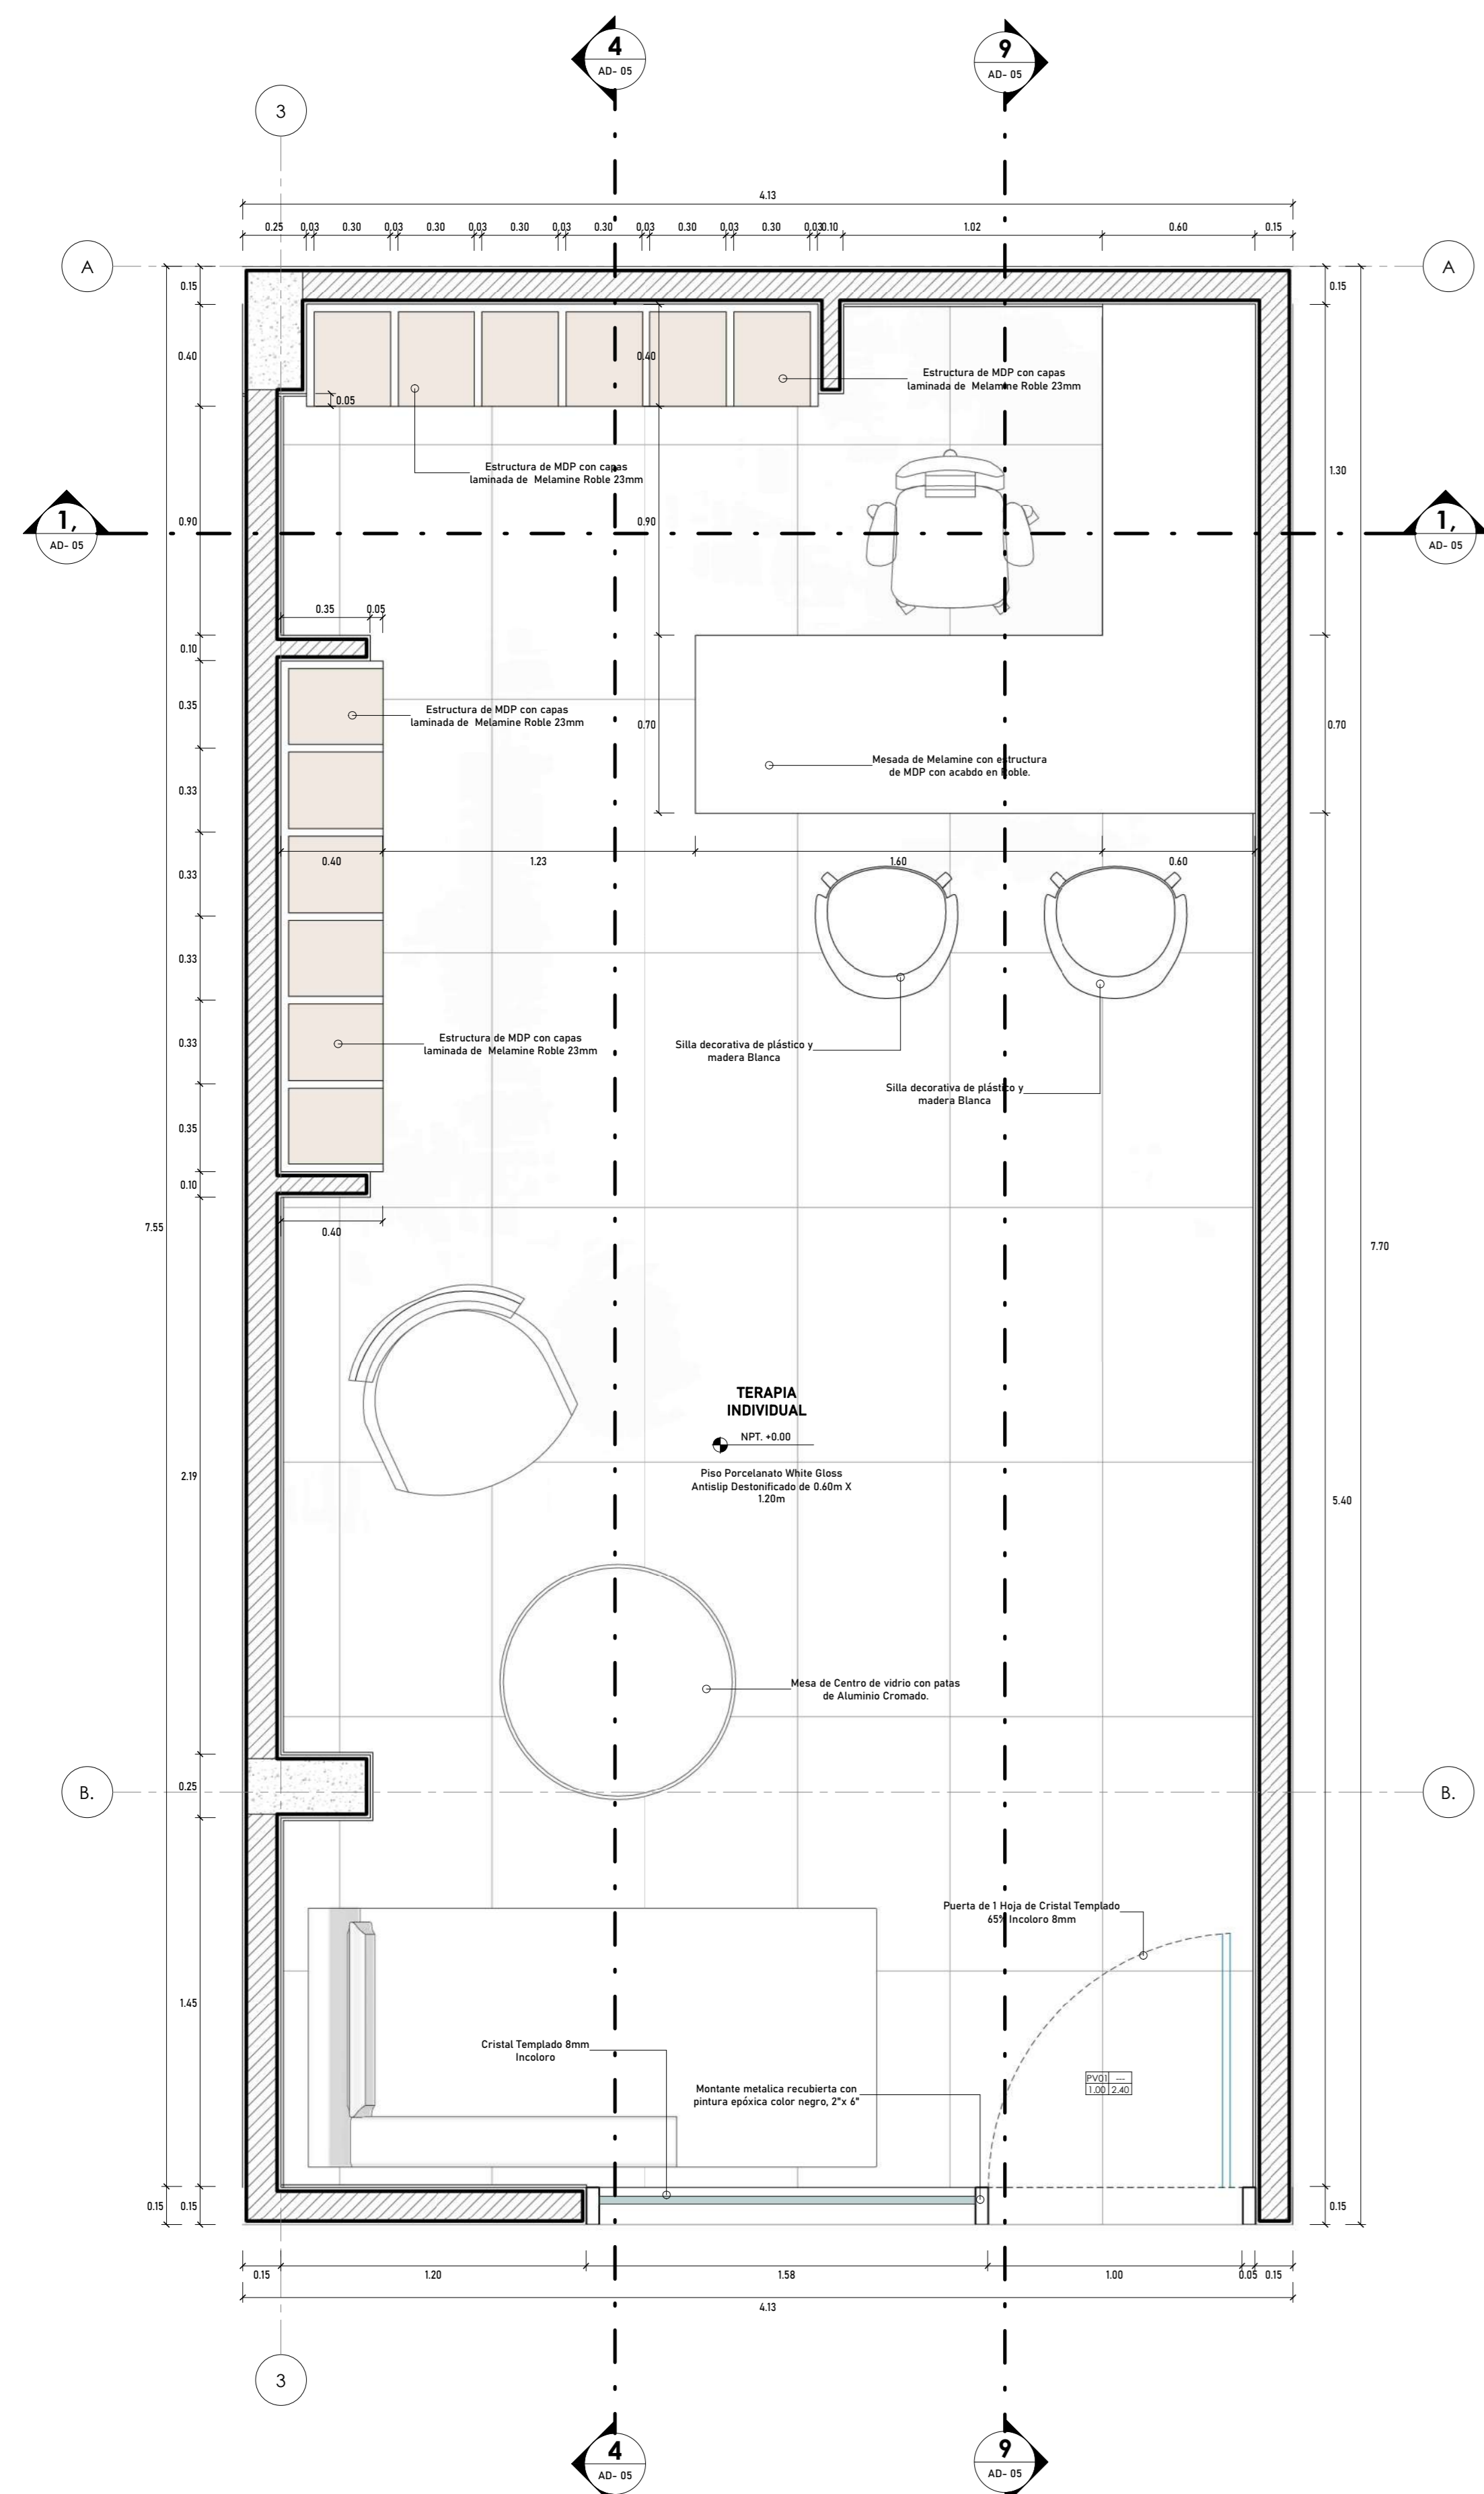 4
AD- 05
9
AD- 05
3
4.13
0.25
0.03
0.30
0.03
0.30
0.03
0.30
0.03
0.30
0.03
0.30
0.03
0.30
0.03
0.10
1.02
0.60
0.15
A
A
0.15
0.15
0.40
0.40
0.05
Estructura de MDP con capas
laminada de Melamine Roble 23mm
Estructura de MDP con capas
laminada de Melamine Roble 23mm
1.30
0.90
0.90
1,
AD- 05
1,
AD- 05
0.35
0.05
0.10
0.35
Estructura de MDP con capas
laminada de Melamine Roble 23mm
0.70
0.70
Mesada de Melamine con estructura
de MDP con acabdo en Roble.
0.33
0.40
1.23
1.60
0.60
0.33
0.33
0.33
Estructura de MDP con capas
laminada de Melamine Roble 23mm
Silla decorativa de plástico y
madera Blanca
Silla decorativa de plástico y
madera Blanca
0.35
0.10
0.40
7.55
7.70
TERAPIA
INDIVIDUAL
NPT. +0.00
Piso Porcelanato White Gloss
Antislip Destonificado de 0.60m X
1.20m
2.19
5.40
Mesa de Centro de vidrio con patas
de Aluminio Cromado.
B.
0.25
B.
Puerta de 1 Hoja de Cristal Templado
65% Incoloro 8mm
1.45
Cristal Templado 8mm
Incoloro
Montante metalica recubierta con
pintura epóxica color negro, 2"x 6"
PV01 ---
1.00 2.40
0.15
0.15
0.15
0.15
1.20
1.58
1.00
0.05
0.15
4.13
3
4
AD- 05
9
AD- 05